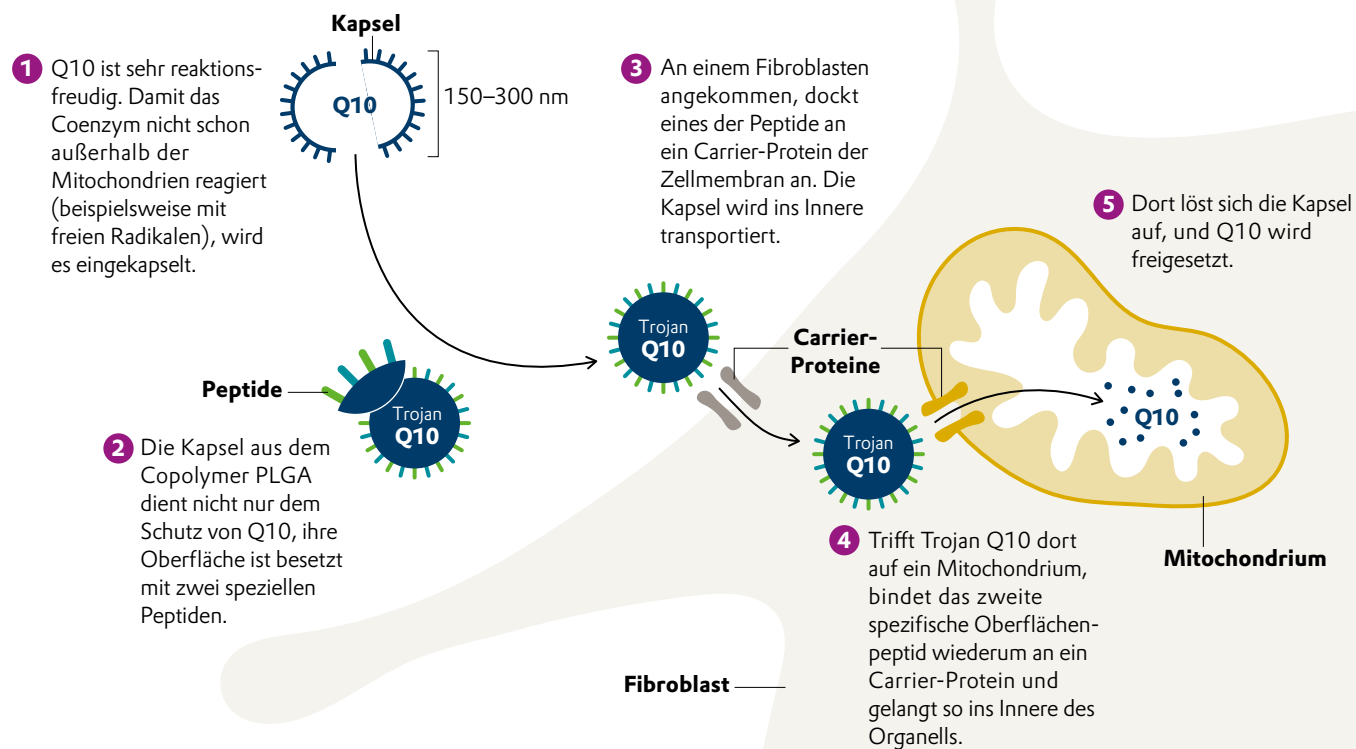 Kapsel
Q10
150–300 nm
1 Q10 ist sehr reaktions-
freudig. Damit das
Coenzym nicht schon
außerhalb der
Mitochondrien reagiert
(beispielsweise mit
freien Radikalen), wird
es eingekapselt.
Peptide
Trojan
Q10
2 Die Kapsel aus dem
Copolymer PLGA
dient nicht nur dem
Schutz von Q10, ihre
Oberfläche ist besetzt
mit zwei speziellen
Peptiden.
3 An einem Fibroblasten
angekommen, dockt
eines der Peptide an
ein Carrier-Protein der
Zellmembran an. Die
Kapsel wird ins Innere
transportiert.
Trojan
Q10
Carrier-
Proteine
Trojan
Q10
4 Trifft Trojan Q10 dort
auf ein Mitochondrium,
bindet das zweite
spezifische Oberflächen-
peptid wiederum an ein
Carrier-Protein und
gelangt so ins Innere des
Organells.
Fibroblast
5 Dort löst sich die Kapsel
auf, und Q10 wird
freigesetzt.
Q10
Mitochondrium